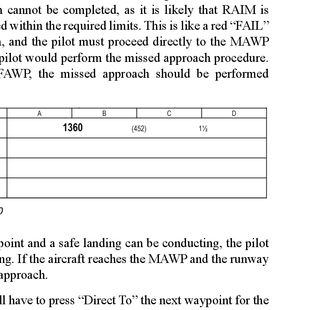 n cannot be completed, as it is likely that RAIM is
d within the required limits. This is like a red “FAIL”
, and the pilot must proceed directly to the MAWP
pilot would perform the missed approach procedure.
FAWP, the missed approach should be performed
A B C D
1360 (452) 1½
point and a safe landing can be conducting, the pilot
ng. If the aircraft reaches the MAWP and the runway
approach.
ll have to press “Direct To” the next waypoint for the